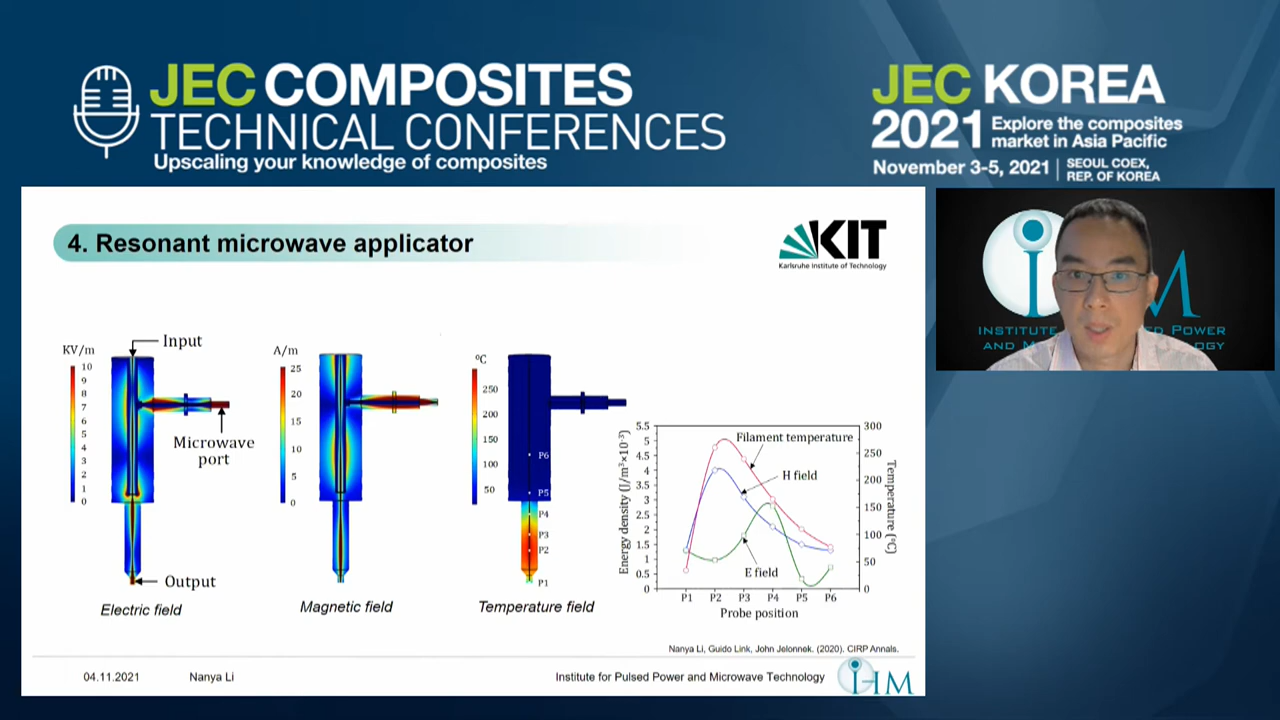 JEC COMPOSITES
TECHNICAL CONFERENCES
Upscaling your knowledge of composites
JEC KOREA
2021 Explore the composites
market in Asia Pacific
November 3-5, 2021 | SEOUL COEX,
REP. OF KOREA
4. Resonant microwave applicator
KIT
Karlsruhe Institute of Technology
KV/m
10
9
8
7
6
5
4
3
2
1
0
Input
Microwave
port
Output
Electric field
A/m
25
20
15
10
5
0
Magnetic field
⁰C
250
200
150
100
50
P6
P5
P4
P3
P2
P1
Temperature field
Energy density (J/m³×10⁻³)
5.5
5
4.5
4
3.5
3
2.5
2
1.5
1
0.5
0
Filament temperature
H field
E field
300
250
200
150
100
50
0
Temperature (⁰C)
P1 P2 P3 P4 P5 P6
Probe position
Nanya Li, Guido Link, John Jelonnek. (2020). CIRP Annals.
04.11.2021 Nanya Li Institute for Pulsed Power and Microwave Technology
IHM
M
INSTITUTE
ED POWER
AND M
OLOGY